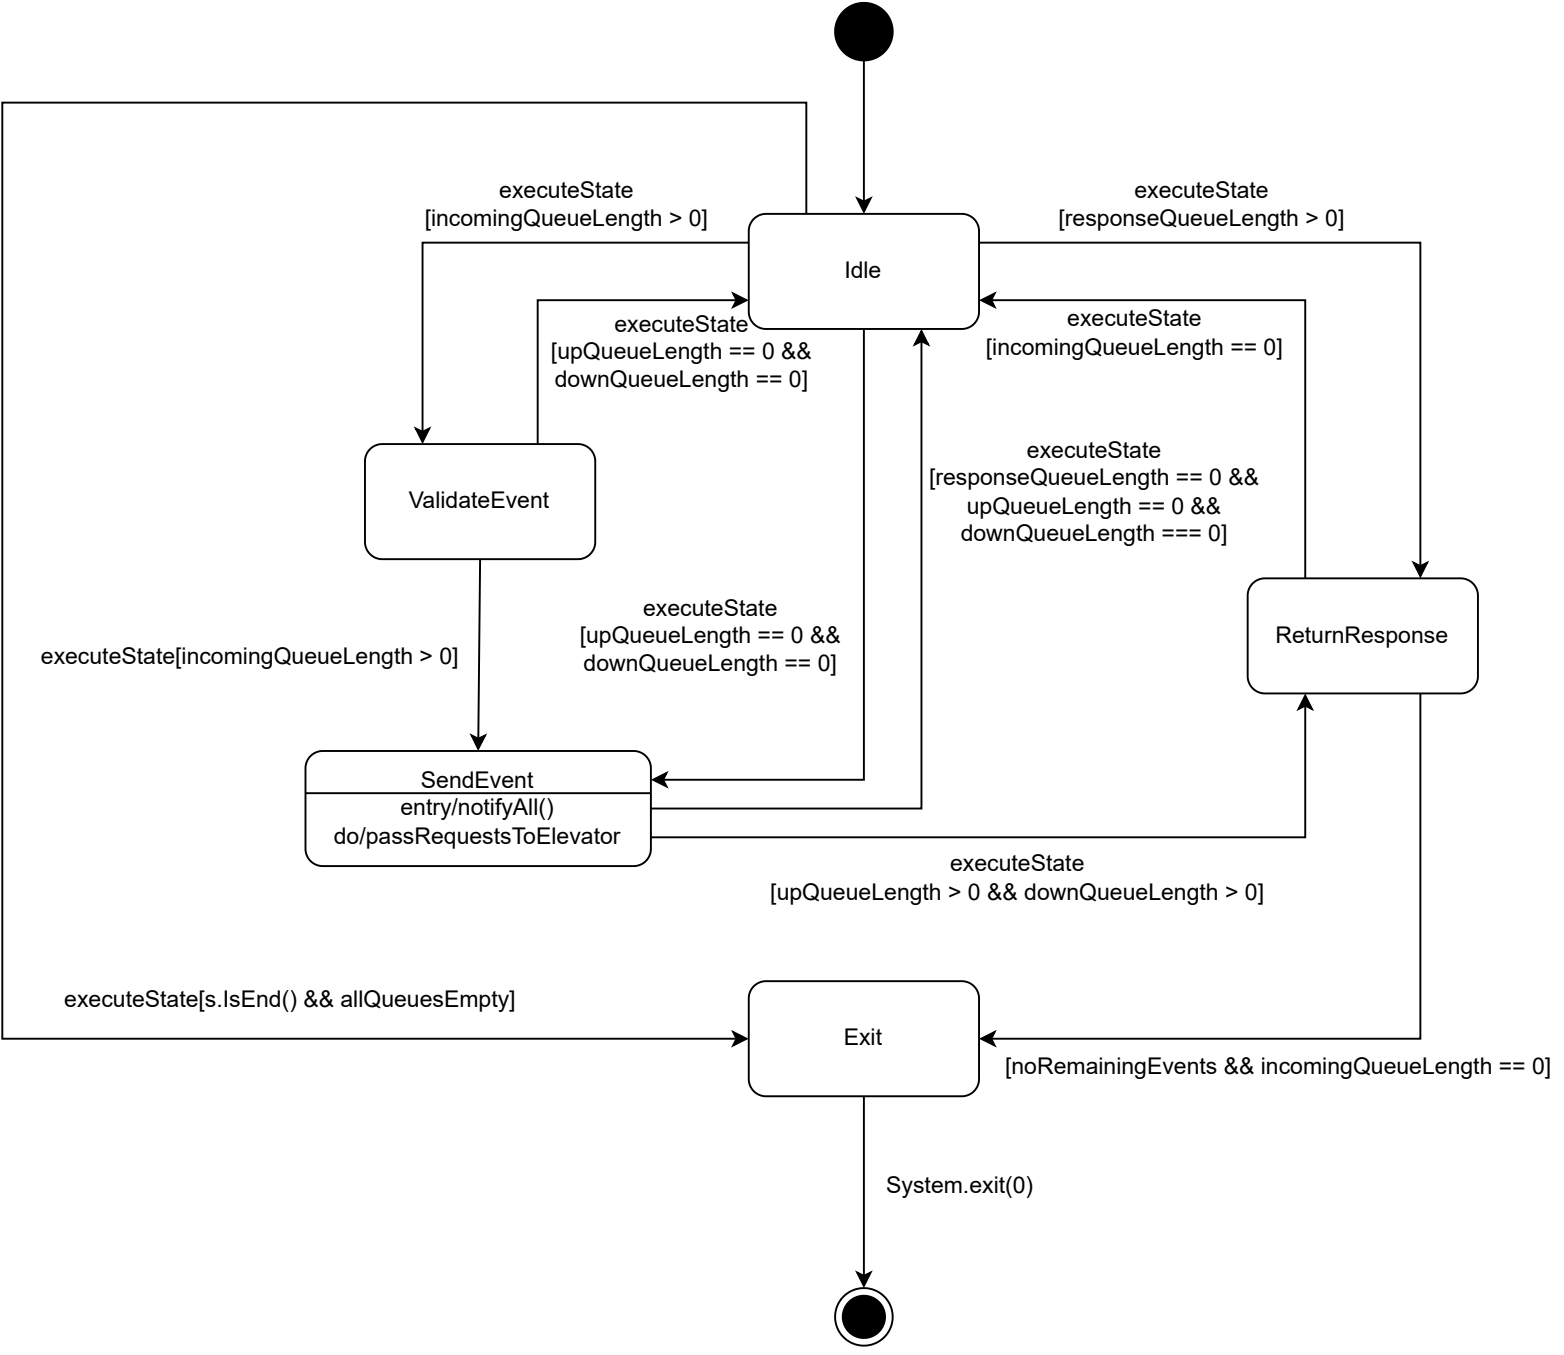 executeState
[incomingQueueLength > 0]
executeState
[responseQueueLength > 0]
Idle
executeState
[upQueueLength == 0 &&
downQueueLength == 0]
executeState
[incomingQueueLength == 0]
ValidateEvent
executeState
[responseQueueLength == 0 &&
upQueueLength == 0 &&
downQueueLength === 0]
executeState
[upQueueLength == 0 &&
downQueueLength == 0]
ReturnResponse
executeState[incomingQueueLength > 0]
SendEvent
entry/notifyAll()
do/passRequestsToElevator
executeState
[upQueueLength > 0 && downQueueLength > 0]
executeState[s.IsEnd() && allQueuesEmpty]
Exit
[noRemainingEvents && incomingQueueLength == 0]
System.exit(0)